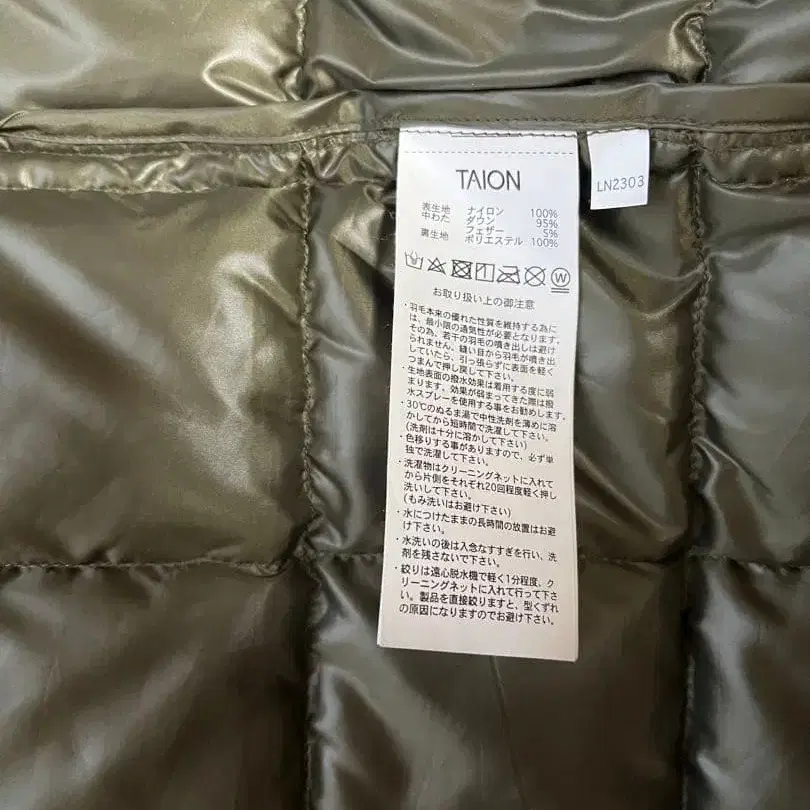 TAION
表生地 ナイロン 100%
中わた ダウン 95%
フェザー 5%
裏生地 ポリエステル 100%
W
お取り扱い上の御注意
・羽毛本来の優れた性質を維持する為に
は、最小限の通気性が必要となります。
その為、若干の羽毛の噴き出しは避け
られません。縫い目から羽毛が噴き出
していたら、引っ張らずに表面を軽く
つまんで押し戻して下さい。
・生地表面の撥水効果は着用する度に弱
まります。効果が弱まってきた際は撥
水スプレーを使用する事をお勧めします。
・30℃のぬるま湯で中性洗剤を薄めに溶
かしてから短時間で洗濯して下さい。
(洗剤は十分に溶かして下さい)
・色移りする事がありますので、必ず単
独で洗濯して下さい。
・洗濯物はクリーニングネットに入れて
から片側をそれぞれ20回程度軽く押し
洗いして下さい。
(もみ洗いはお避け下さい)
・水につけたままの長時間の放置はお避
け下さい。
・水洗いの後は入念なすすぎを行い、洗
剤を残さないで下さい。
・絞りは遠心脱水機で軽く1分程度、ク
リーニングネットに入れて行って下さ
い。製品を直接絞りますと、型くずれ
の原因になりますのでお避け下さい。
LN2303